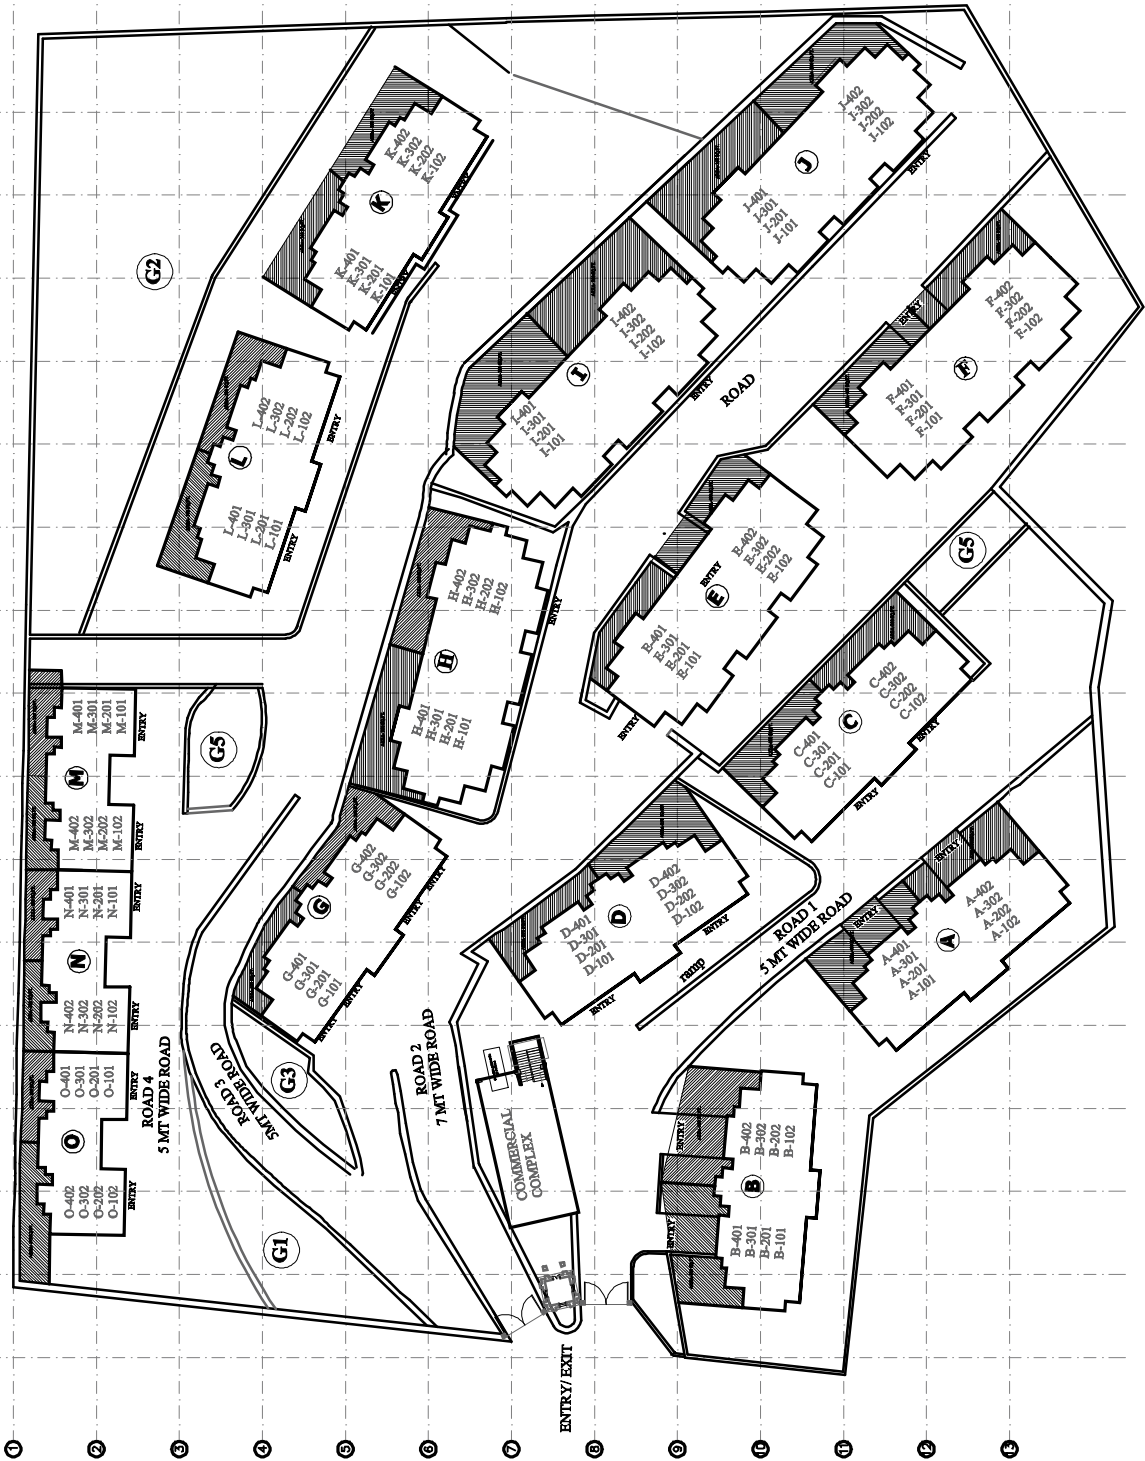 G2
K-402
K-302
K-202
K-102
K
K-401
K-301
K-201
K-101
ENTRY
ENTRY
L-402
L-302
L-202
L-102
L
L-401
L-301
L-201
L-101
ENTRY
ENTRY
J-402
J-302
J-202
J-102
J
J-401
J-301
J-201
J-101
ENTRY
I-402
I-302
I-202
I-102
I
I-401
I-301
I-201
I-101
ENTRY
ROAD
F-402
F-302
F-202
F-102
F
F-401
F-301
F-201
F-101
ENTRY
ENTRY
H-402
H-302
H-202
H-102
H
H-401
H-301
H-201
H-101
ENTRY
E-402
E-302
E-202
E-102
E
E-401
E-301
E-201
E-101
ENTRY
ENTRY
G5
C-402
C-302
C-202
C-102
C
C-401
C-301
C-201
C-101
ENTRY
ENTRY
M-401
M-301
M-201
M-101
M
M-402
M-302
M-202
M-102
ENTRY
ENTRY
G5
N-401
N-301
N-201
N-101
N
N-402
N-302
N-202
N-102
ENTRY
ENTRY
O-401
O-301
O-201
O-101
O
O-402
O-302
O-202
O-102
ENTRY
ENTRY
G-402
G-302
G-202
G-102
G
G-401
G-301
G-201
G-101
ENTRY
ENTRY
ENTRY
ENTRY
D-402
D-302
D-202
D-102
D
D-401
D-301
D-201
D-101
ENTRY
ENTRY
ramp
ROAD 1
5 MT WIDE ROAD
A-402
A-302
A-202
A-102
A
A-401
A-301
A-201
A-101
ENTRY
ENTRY
ROAD 4
5 MT WIDE ROAD
ROAD 3
5MT WIDE ROAD
G3
ROAD 2
7 MT WIDE ROAD
COMMERCIAL
COMPLEX
G1
B-402
B-302
B-202
B-102
B
B-401
B-301
B-201
B-101
ENTRY
ENTRY
ENTRY/ EXIT
1
2
3
4
5
6
7
8
9
10
11
12
13